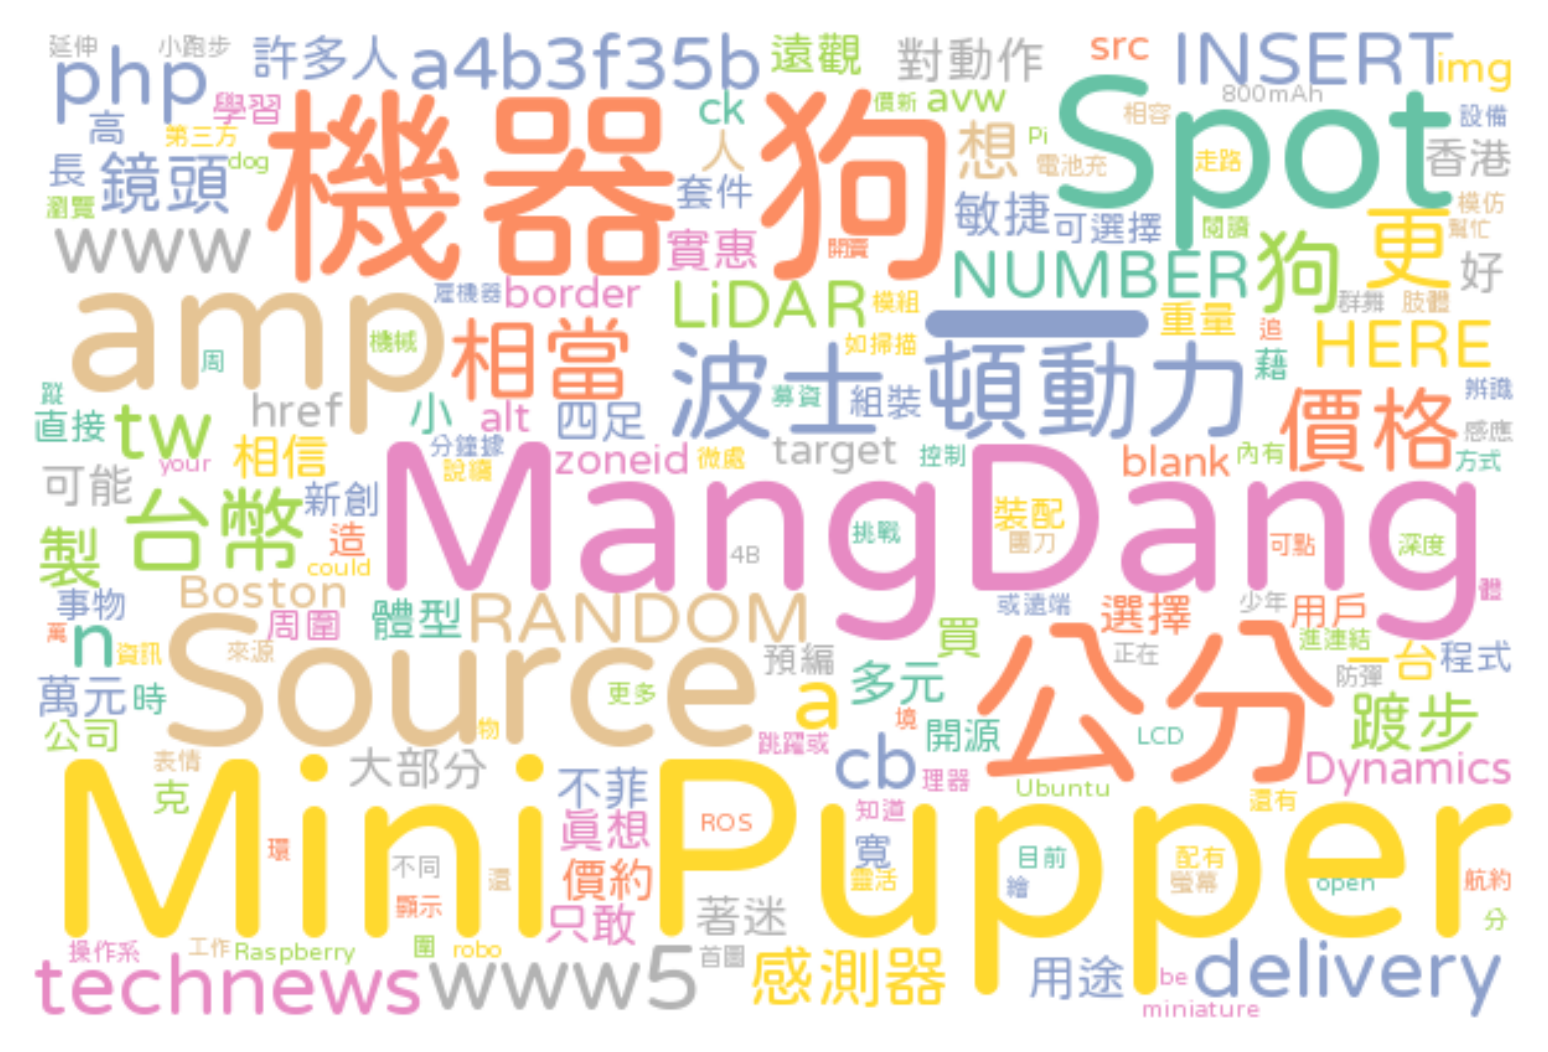 延伸 小跑步 許多人 a4b3f35b 遠觀 對動作 src INSERT img
php 800mAh
高 學習 ck 價新 avw 相容 設備
第三方 機器狗 人 想 Pi Spot
長 鏡頭 dog 電池充 走路 香港
瀏覽 套件 敏捷 可選擇 閱讀 模仿
www 實惠 開賣 更 幫忙
雇機器 border LiDAR 模組 NUMBER 狗 群舞 肢體 好
amp 周 機械 相當 如掃描 一 重量 追 HERE
波士 頓動力 藉
蹤 href 小 alt 四足 募資 組裝 價格 辨識
直接 tw 感應
相信 分鐘據 zoneid 微處 target 控制 blank 內有 方式
可能 your 說續
台幣 新創 MangDang 裝配
製 造 4B 挑戰 團刀 可點 深度
could
事物 Boston 體型 RANDOM 或遠端 選擇 少年 用戶 體
萬 n 資訊 周圍 來源 Source 預編 買 公分 正在 進連結
萬元 時 更多 a 多元 防彈 一台 程式
公司 物 跳躍或 境 開源 LCD 踱步
表情 大部分 不菲 cb 理器 Ubuntu Dynamics
克 MiniPupper 真想 ROS 知道 還有
環 不同 還 價約 寬 靈活 目前 配有 螢幕 open 航約
顯示 只敢 著迷 繪 分
操作系 工作 Raspberry 圍 robo 首圖 感測器 用途 be delivery
technews www5 miniature